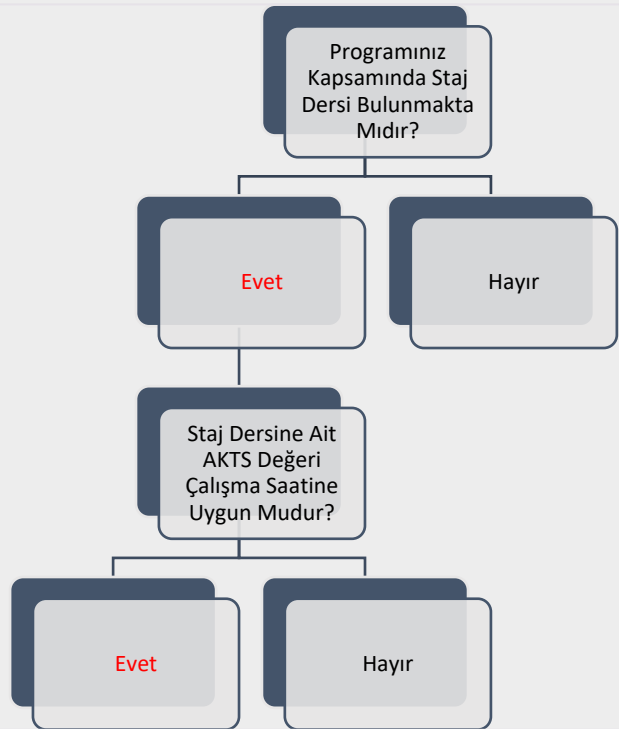 Programınız
Kapsamında Staj
Dersi Bulunmakta
Mıdır?
Evet
Hayır
Staj Dersine Ait
AKTS Değeri
Çalışma Saatine
Uygun Mudur?
Evet
Hayır